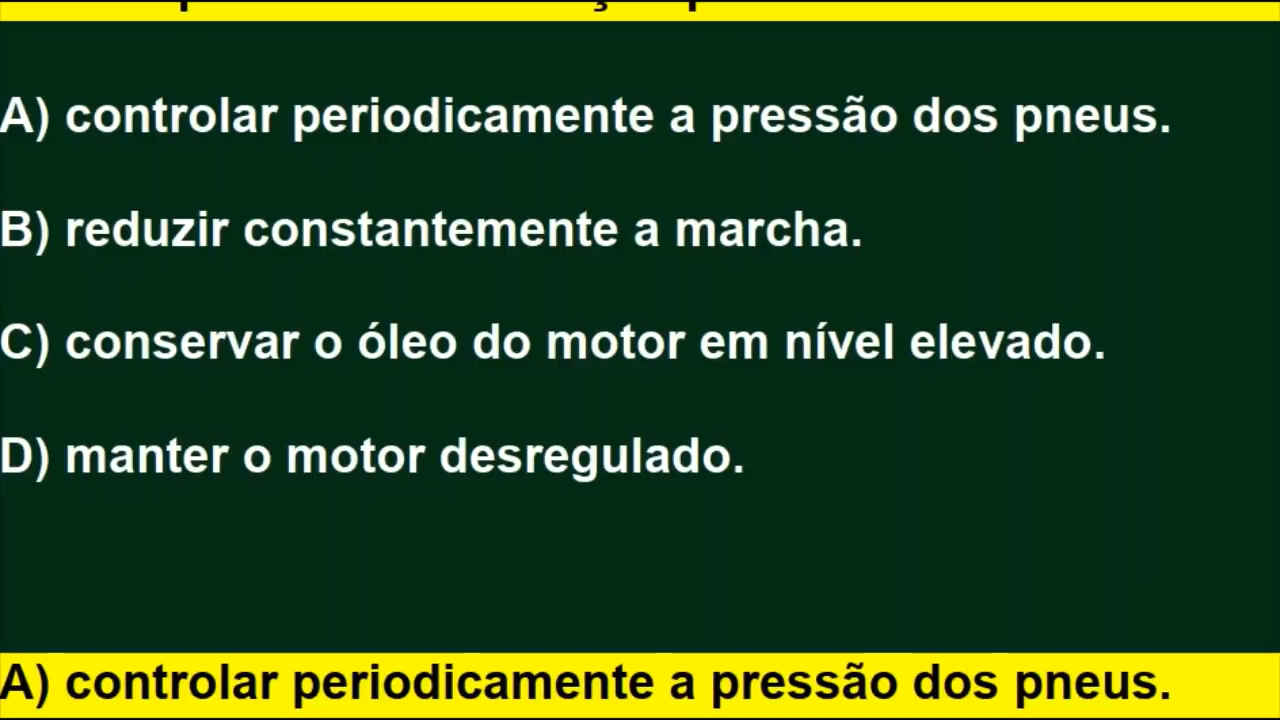 A) controlar periodicamente a pressão dos pneus.
B) reduzir constantemente a marcha.
C) conservar o óleo do motor em nível elevado.
D) manter o motor desregulado.
A) controlar periodicamente a pressão dos pneus.